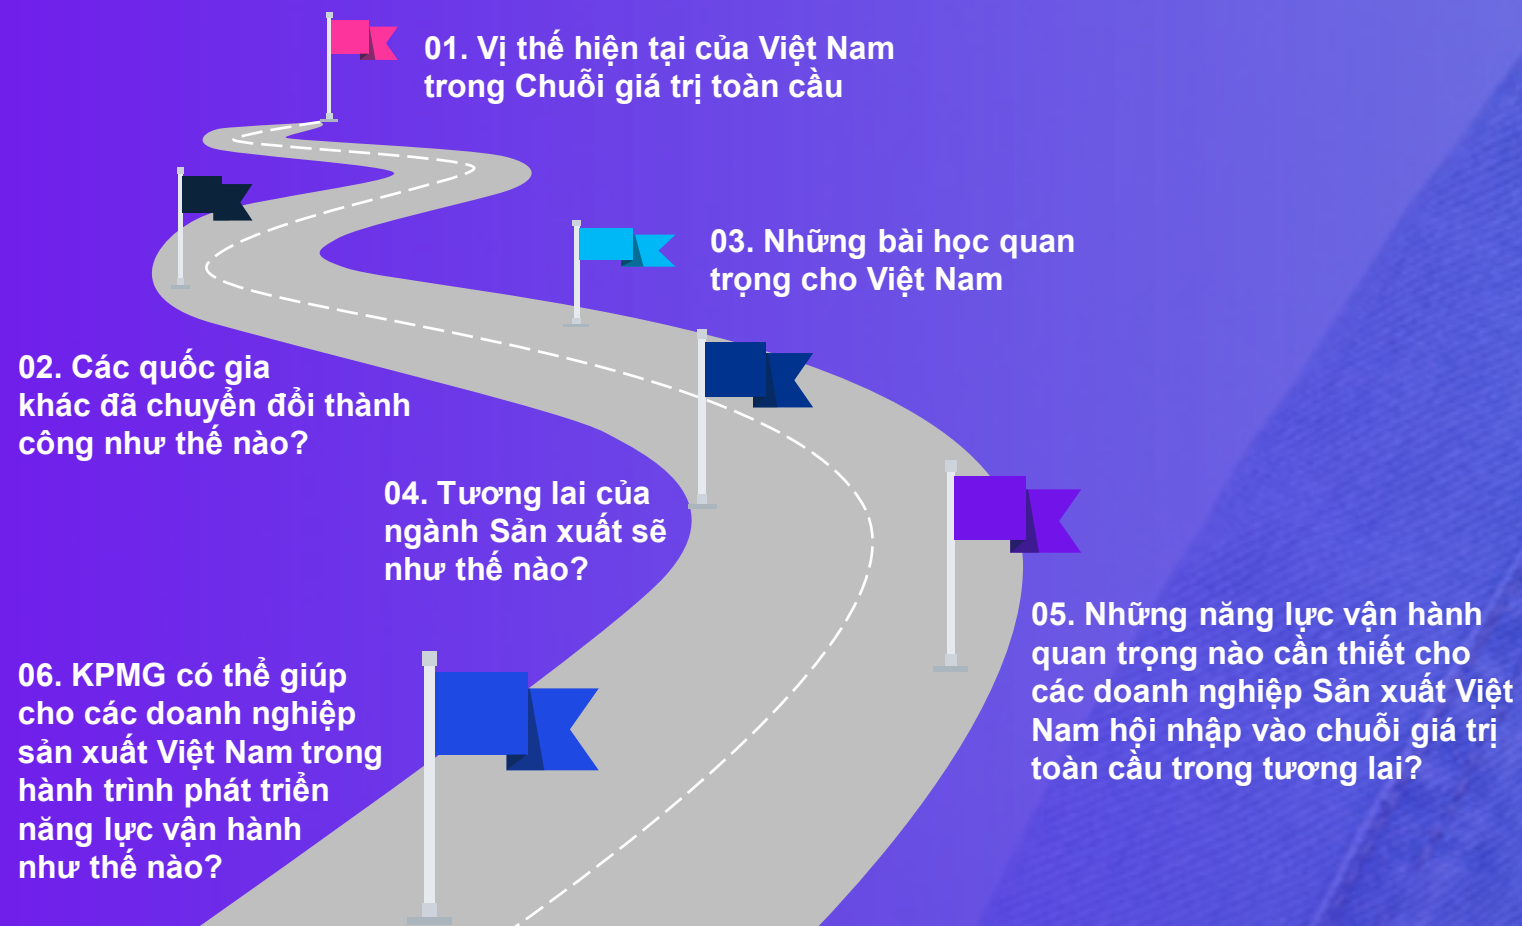 01. Vị thế hiện tại của Việt Nam
trong Chuỗi giá trị toàn cầu
02. Các quốc gia
khác đã chuyển đổi thành
công như thế nào?
03. Những bài học quan
trọng cho Việt Nam
04. Tương lai của
ngành Sản xuất sẽ
như thế nào?
05. Những năng lực vận hành
quan trọng nào cần thiết cho
các doanh nghiệp Sản xuất Việt
Nam hội nhập vào chuỗi giá trị
toàn cầu trong tương lai?
06. KPMG có thể giúp
cho các doanh nghiệp
sản xuất Việt Nam trong
hành trình phát triển
năng lực vận hành
như thế nào?